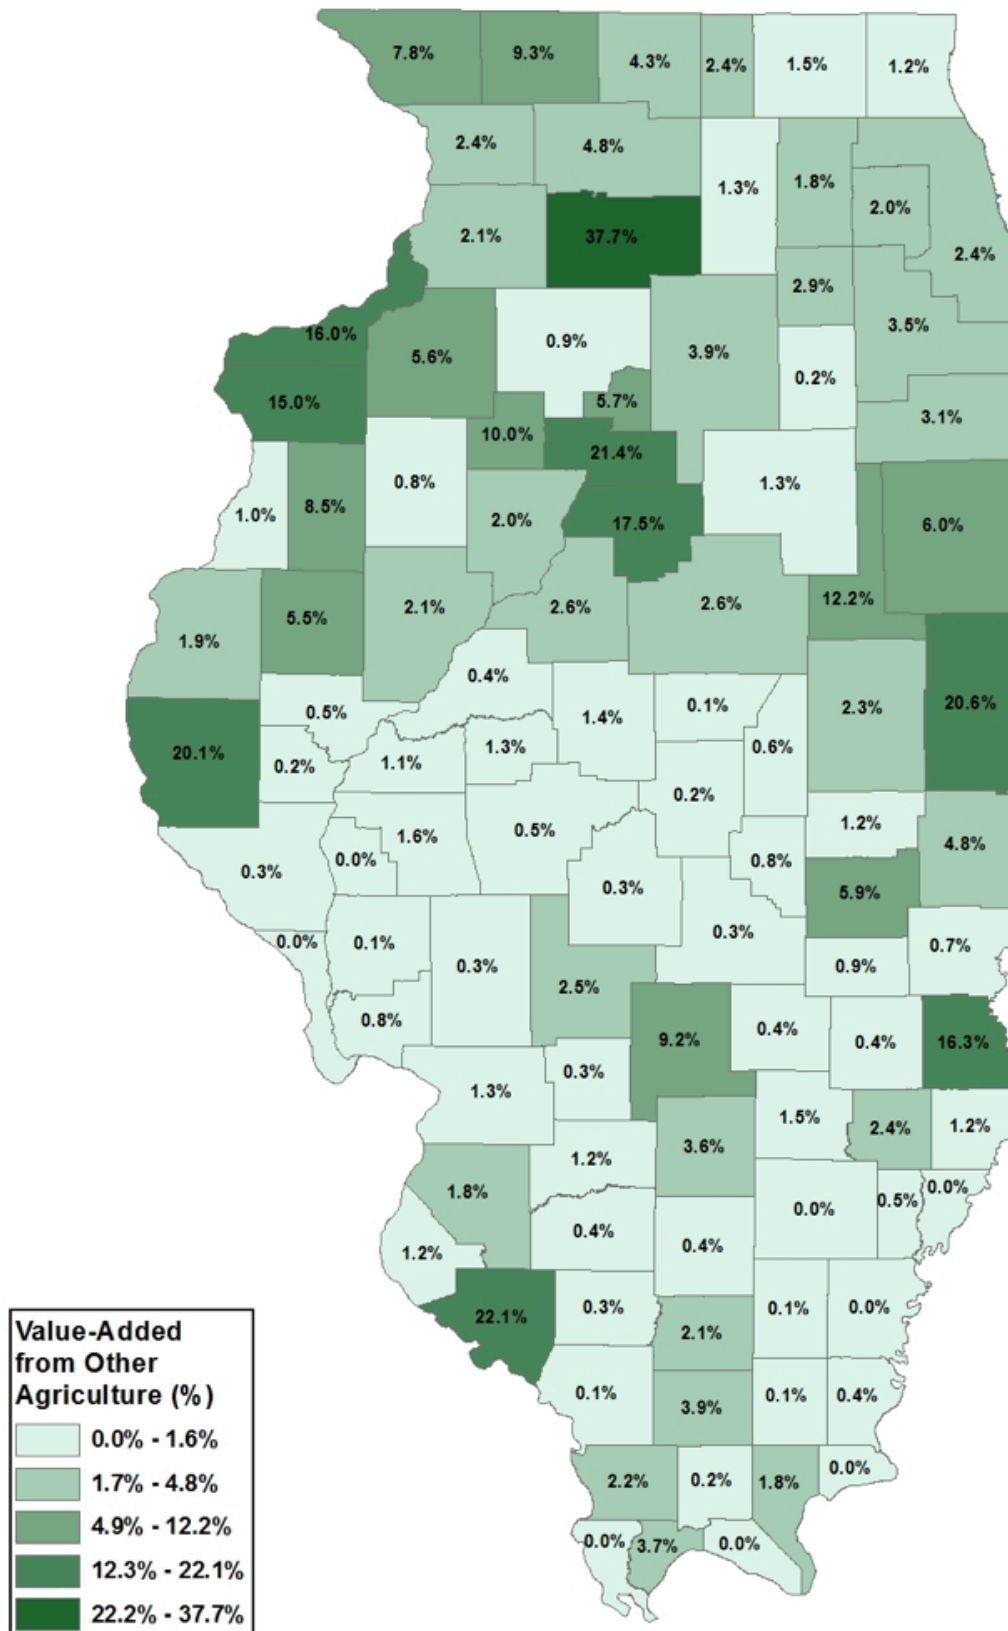 7.8% 9.3% 4.3% 2.4% 1.5% 1.2%
2.4% 4.8% 1.3% 1.8% 2.0% 2.4%
2.1% 37.7% 2.9% 3.5%
16.0% 5.6% 0.9% 3.9% 0.2%
15.0% 5.7% 3.1%
10.0% 21.4%
1.0% 8.5% 0.8% 2.0% 17.5% 1.3% 6.0%
1.9% 5.5% 2.1% 2.6% 2.6% 12.2%
0.5% 0.4% 1.4% 0.1% 2.3% 20.6%
20.1% 0.2% 1.1% 1.3% 0.2% 0.6%
0.3% 0.0% 1.6% 0.5% 0.3% 0.8% 1.2% 4.8%
5.9%
0.0% 0.1% 0.3% 2.5% 0.3% 0.9% 0.7%
0.8% 9.2% 0.4% 0.4% 16.3%
1.3% 0.3% 1.5% 2.4% 1.2%
1.8% 1.2% 3.6% 0.0% 0.5% 0.0%
1.2% 0.4% 0.4%
22.1% 0.3% 2.1% 0.1% 0.0%
0.1% 3.9% 0.1% 0.4%
2.2% 0.2% 1.8% 0.0%
0.0% 3.7% 0.0%
Value-Added
from Other
Agriculture (%)
0.0% - 1.6%
1.7% - 4.8%
4.9% - 12.2%
12.3% - 22.1%
22.2% - 37.7%